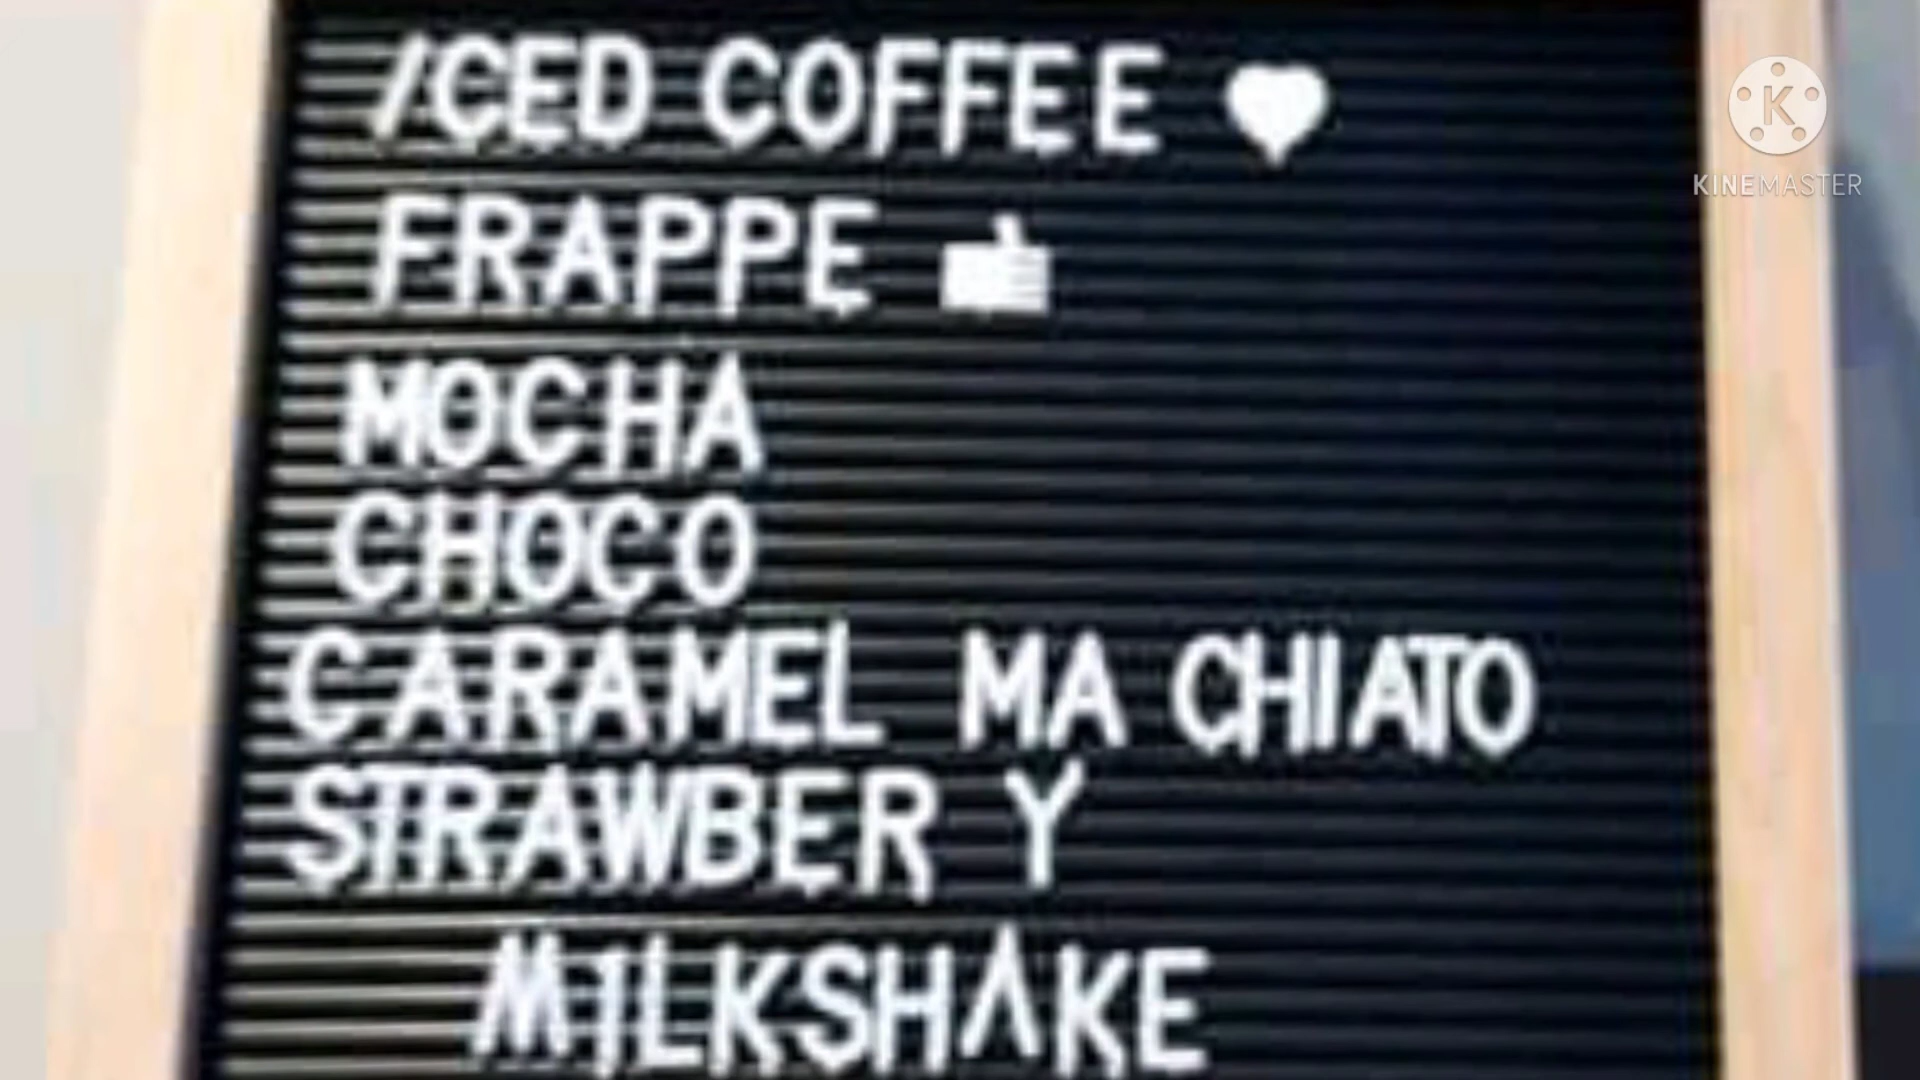 /CED COFFEE ♥
FRAPPE 👍
MOCHA
CHOCO
CARAMEL MA CHIATO
STRAWBER Y
MILKSHAKE
K
KINEMASTER